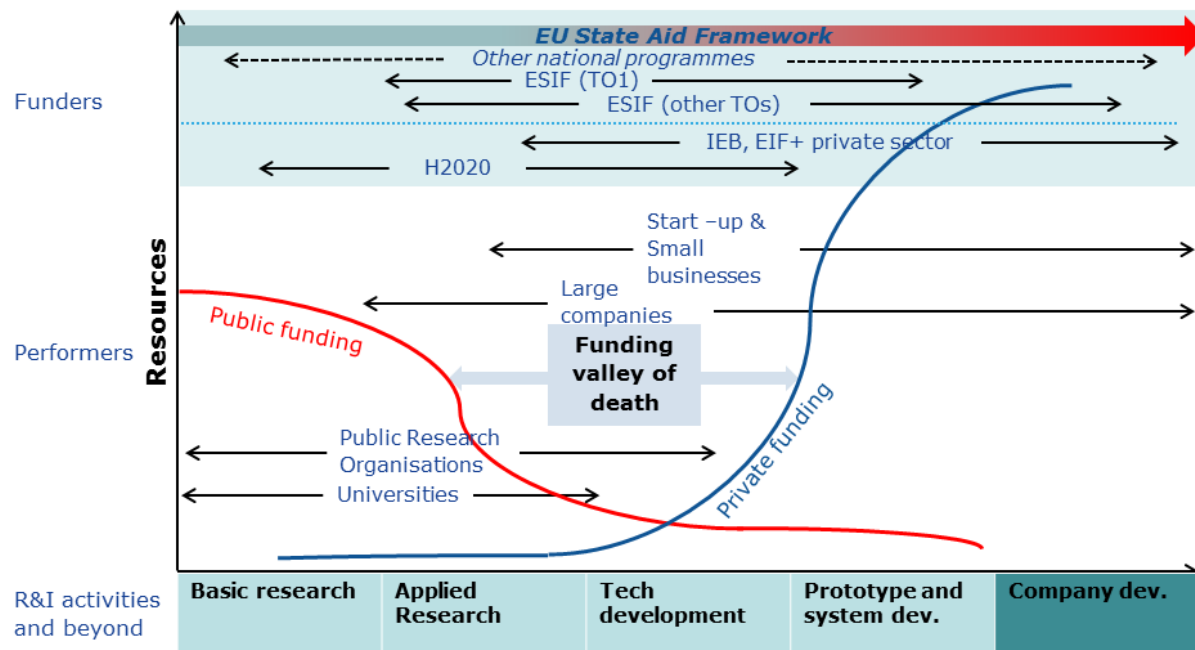 EU State Aid Framework
Other national programmes
ESIF (TO1)
Funders
ESIF (other TOs)
IEB, EIF+ private sector
H2020
Start –up &
Small
businesses
Large
companies
Resources
Public funding
Performers
Funding
valley of
death
Private funding
Public Research
Organisations
Universities
R&I activities
and beyond
Basic research
Applied
Research
Tech
development
Prototype and
system dev.
Company dev.